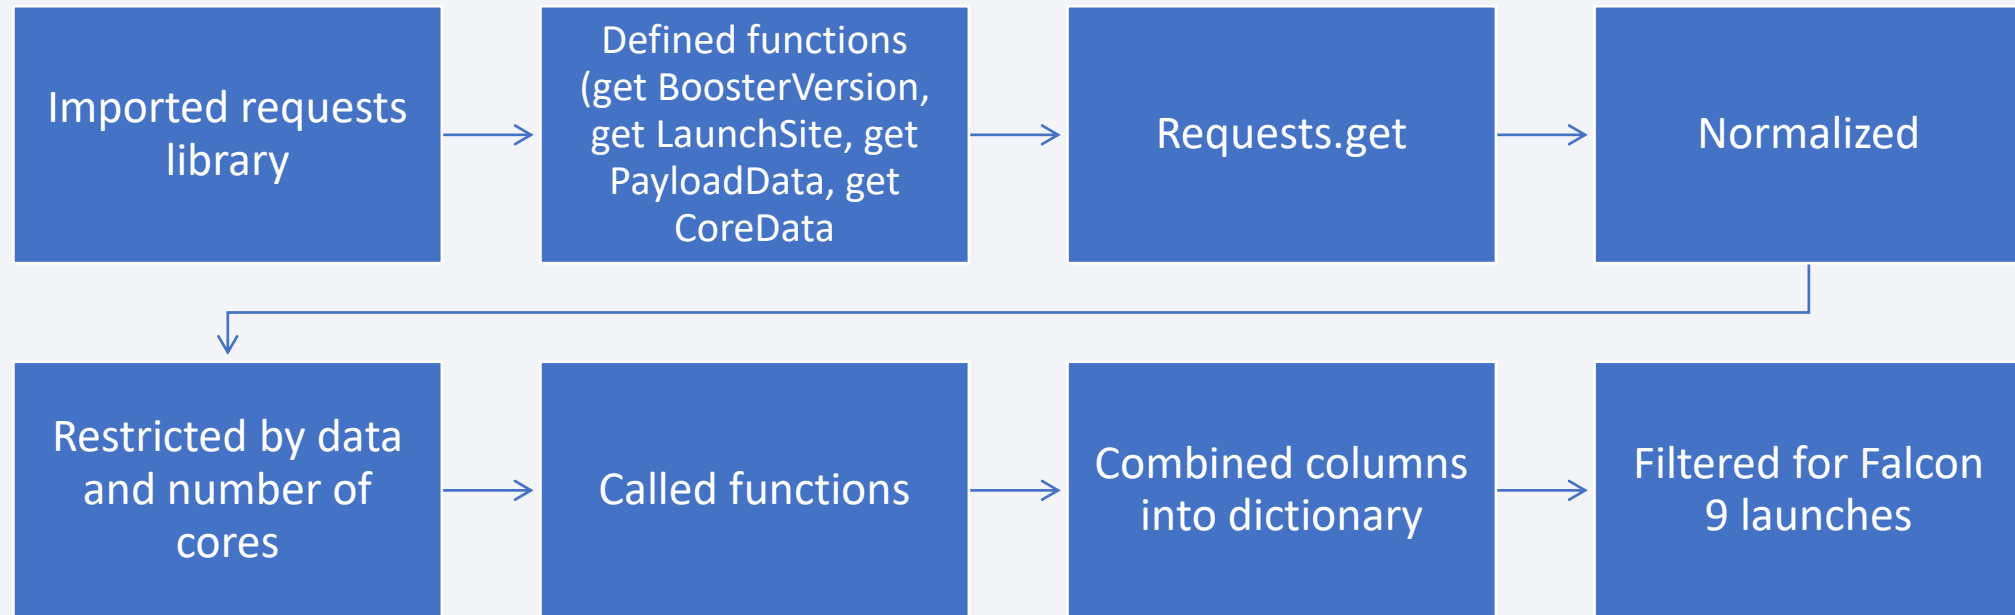 Imported requests
library
Defined functions
(get BoosterVersion,
get LaunchSite, get
PayloadData, get
CoreData
Requests.get
Normalized
Restricted by data
and number of
cores
Called functions
Combined columns
into dictionary
Filtered for Falcon
9 launches